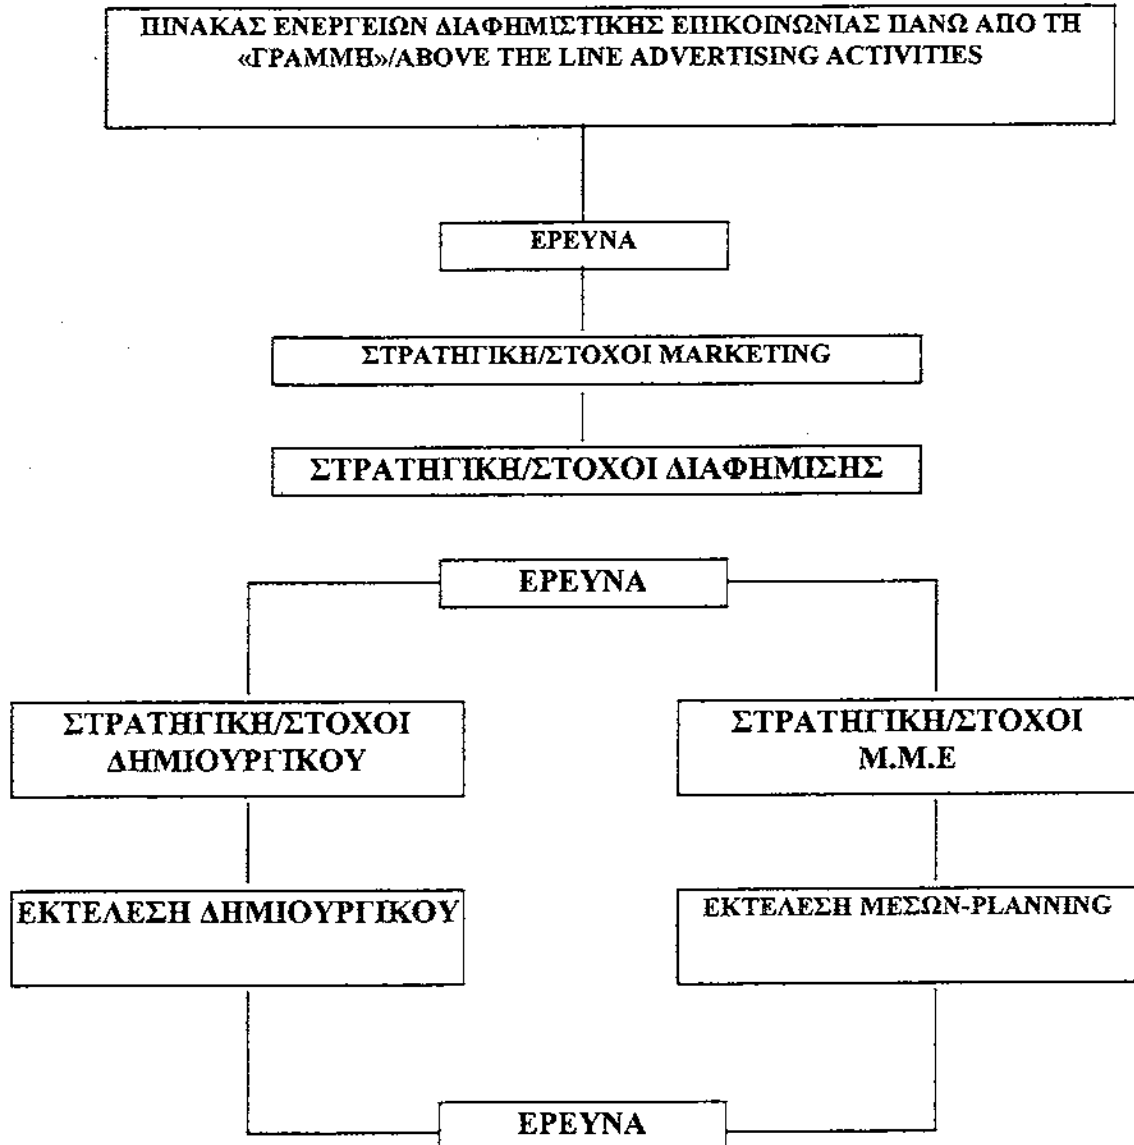 ΠΙΝΑΚΑΣ ΕΝΕΡΓΕΙΩΝ ΔΙΑΦΗΜΙΣΤΙΚΗΣ ΕΠΙΚΟΙΝΩΝΙΑΣ ΠΑΝΩ ΑΠΟ ΤΗ
«ΓΡΑΜΜΗ»/ABOVE THE LINE ADVERTISING ACTIVITIES
ΕΡΕΥΝΑ
ΣΤΡΑΤΗΓΙΚΗ/ΣΤΟΧΟΙ MARKETING
ΣΤΡΑΤΗΓΙΚΗ/ΣΤΟΧΟΙ ΔΙΑΦΗΜΙΣΗΣ
ΕΡΕΥΝΑ
ΣΤΡΑΤΗΓΙΚΗ/ΣΤΟΧΟΙ
ΔΗΜΙΟΥΡΓΙΚΟΥ
ΣΤΡΑΤΗΓΙΚΗ/ΣΤΟΧΟΙ
Μ.Μ.Ε
ΕΚΤΕΛΕΣΗ ΔΗΜΙΟΥΡΓΙΚΟΥ
ΕΚΤΕΛΕΣΗ ΜΕΣΩΝ-PLANNING
ΕΡΕΥΝΑ